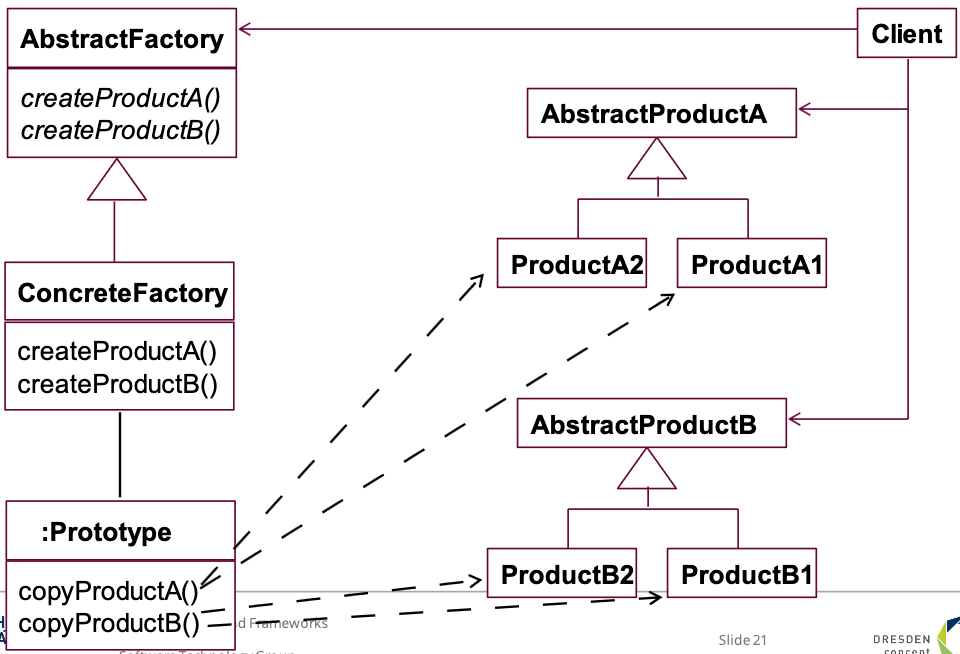 AbstractFactory
createProductA()
createProductB()
Client
AbstractProductA
ProductA2
ProductA1
ConcreteFactory
createProductA()
createProductB()
AbstractProductB
:Prototype
copyProductA()
copyProductB()
ProductB2
ProductB1
d Frameworks
Software Technology Group
Slide 21
DRESDEN
concept